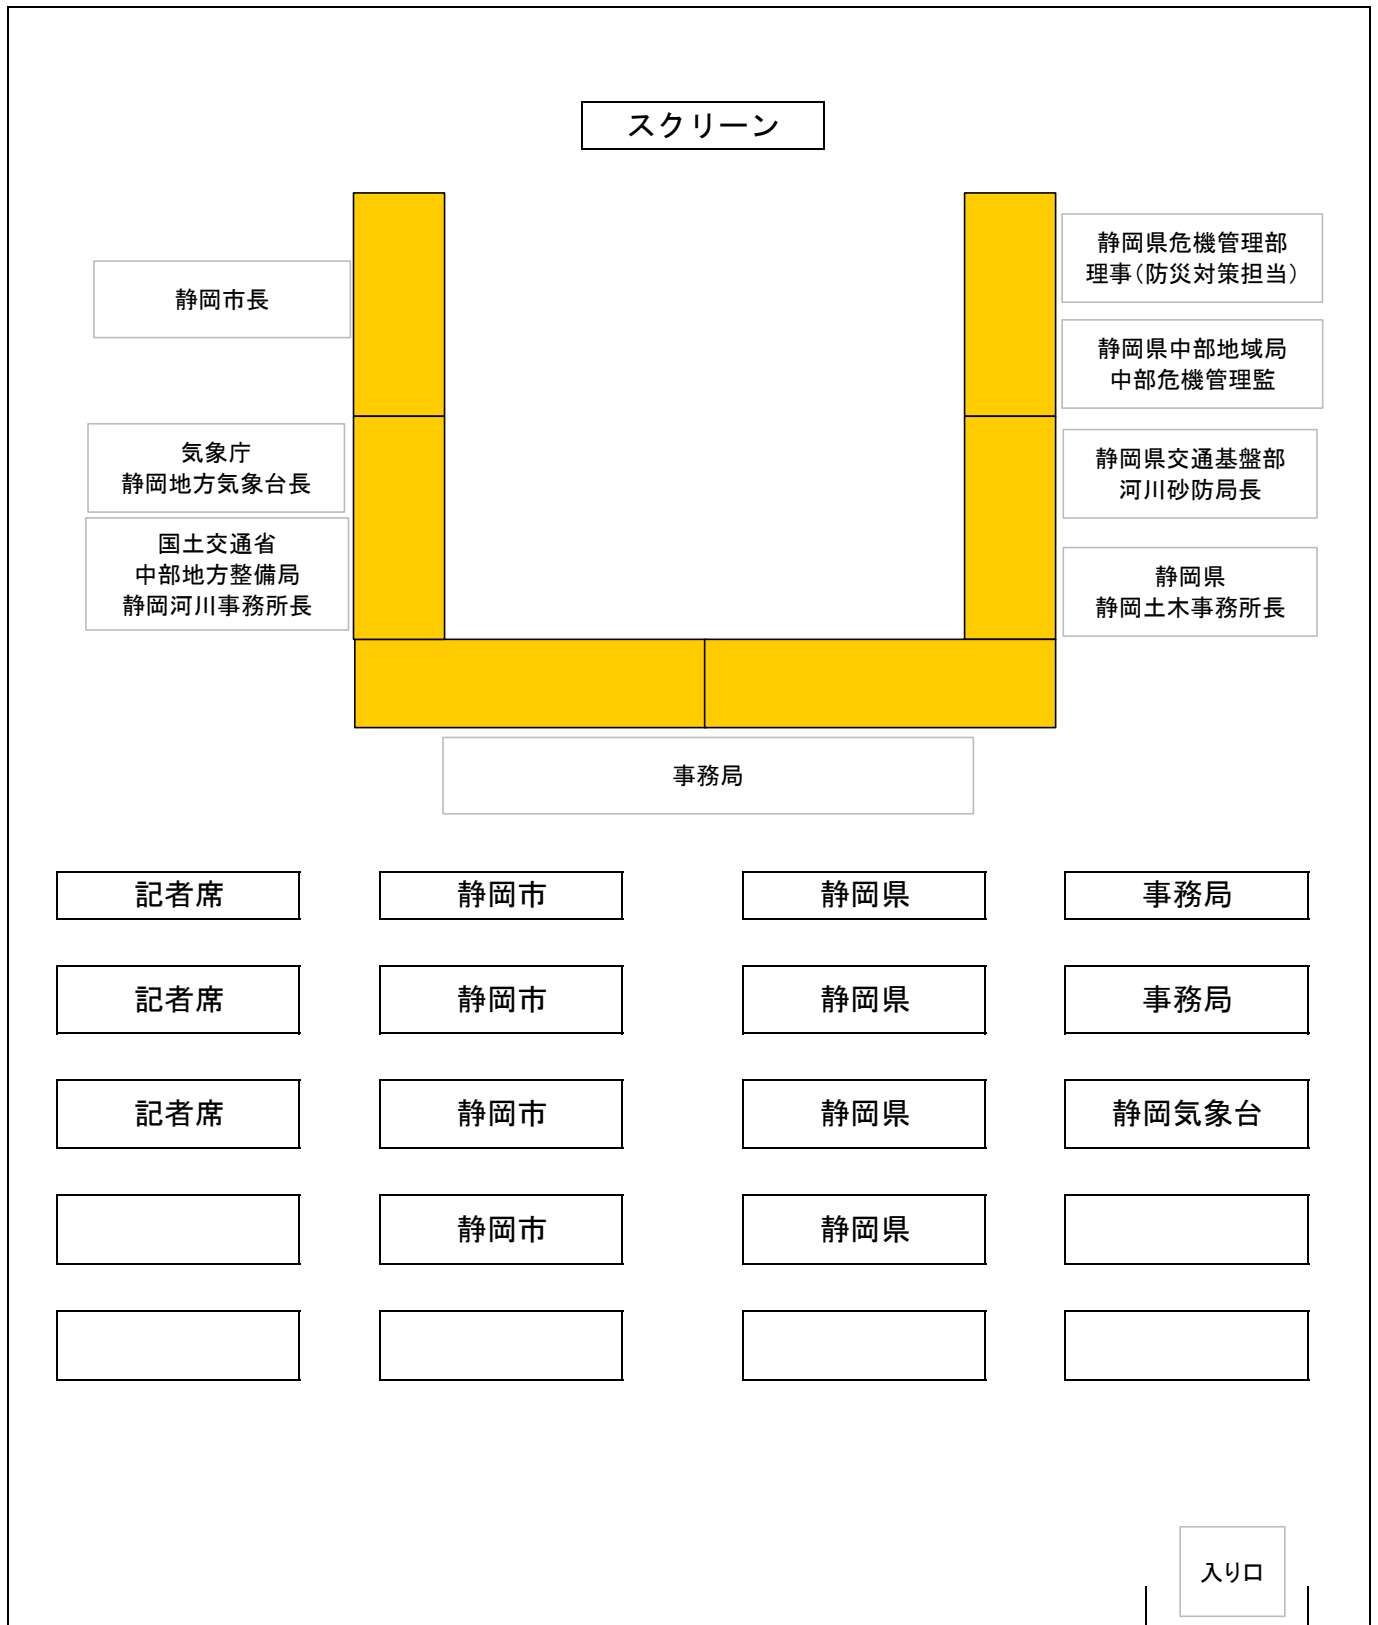 スクリーン
静岡市長
気象庁
静岡地方気象台長
国土交通省
中部地方整備局
静岡河川事務所長
静岡県危機管理部
理事（防災対策担当）
静岡県中部地域局
中部危機管理監
静岡県交通基盤部
河川砂防局長
静岡県
静岡土木事務所長
事務局
記者席
静岡市
静岡県
事務局
記者席
静岡市
静岡県
事務局
記者席
静岡市
静岡県
静岡気象台
静岡市
静岡県
入り口